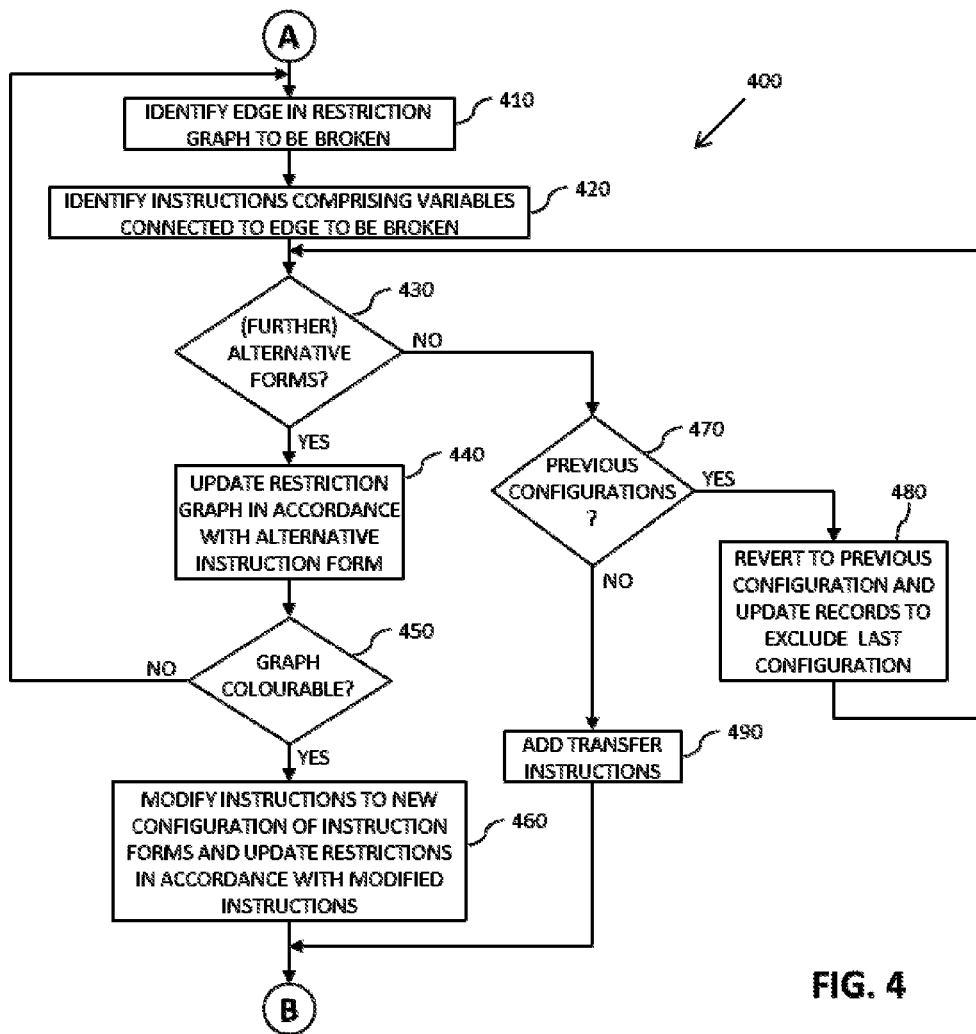 A
400
410
IDENTIFY EDGE IN RESTRICTION
GRAPH TO BE BROKEN
420
IDENTIFY INSTRUCTIONS COMPRISING VARIABLES
CONNECTED TO EDGE TO BE BROKEN
430
(FURTHER)
ALTERNATIVE
FORMS?
NO
YES
440
UPDATE RESTRICTION
GRAPH IN ACCORDANCE
WITH ALTERNATIVE
INSTRUCTION FORM
470
PREVIOUS
CONFIGURATIONS
?
YES
NO
480
REVERT TO PREVIOUS
CONFIGURATION AND
UPDATE RECORDS TO
EXCLUDE LAST
CONFIGURATION
450
NO
GRAPH
COLOURABLE?
YES
490
ADD TRANSFER
INSTRUCTIONS
460
MODIFY INSTRUCTIONS TO NEW
CONFIGURATION OF INSTRUCTION
FORMS AND UPDATE RESTRICTIONS
IN ACCORDANCE WITH MODIFIED
INSTRUCTIONS
B
FIG. 4